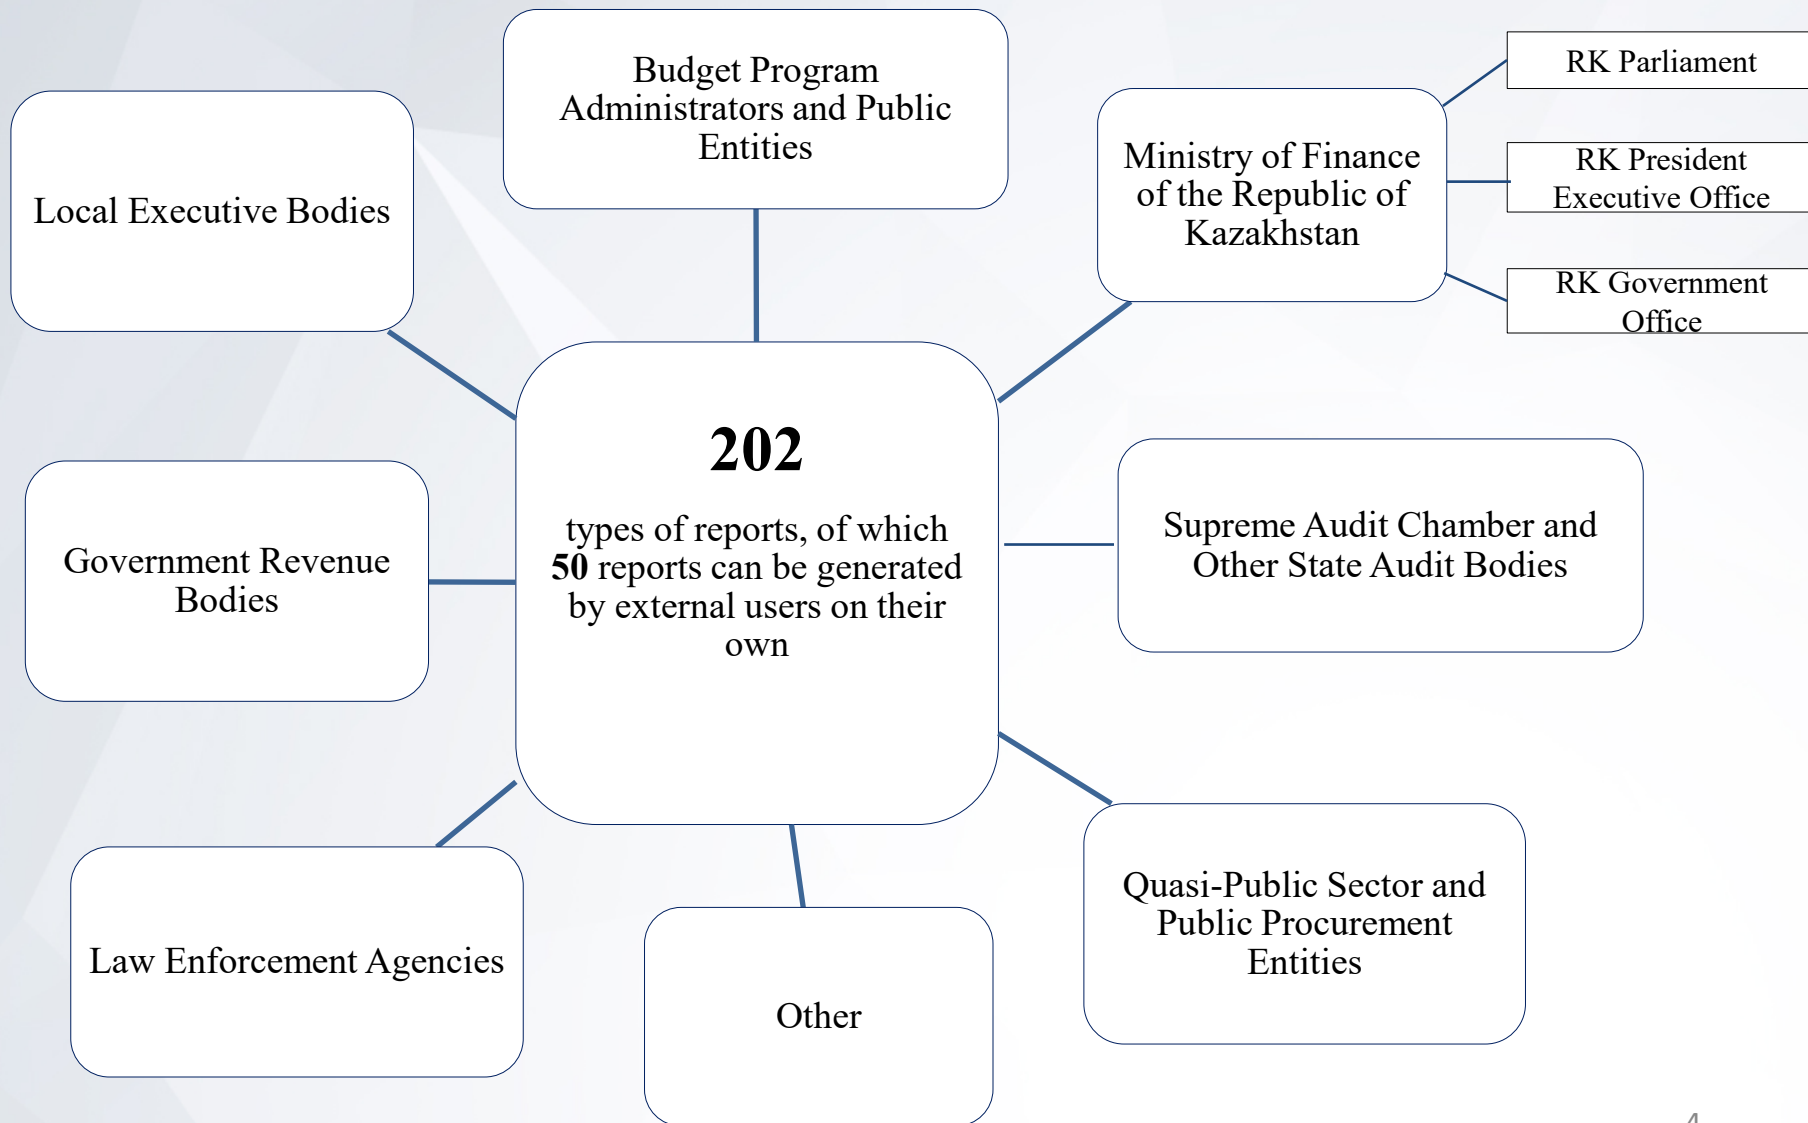 Budget Program
Administrators and Public
Entities
RK Parliament
Ministry of Finance
of the Republic of
Kazakhstan
RK President
Executive Office
RK Government
Office
Local Executive Bodies
202
types of reports, of which
50 reports can be generated
by external users on their
own
Supreme Audit Chamber and
Other State Audit Bodies
Government Revenue
Bodies
Quasi-Public Sector and
Public Procurement
Entities
Law Enforcement Agencies
Other
4